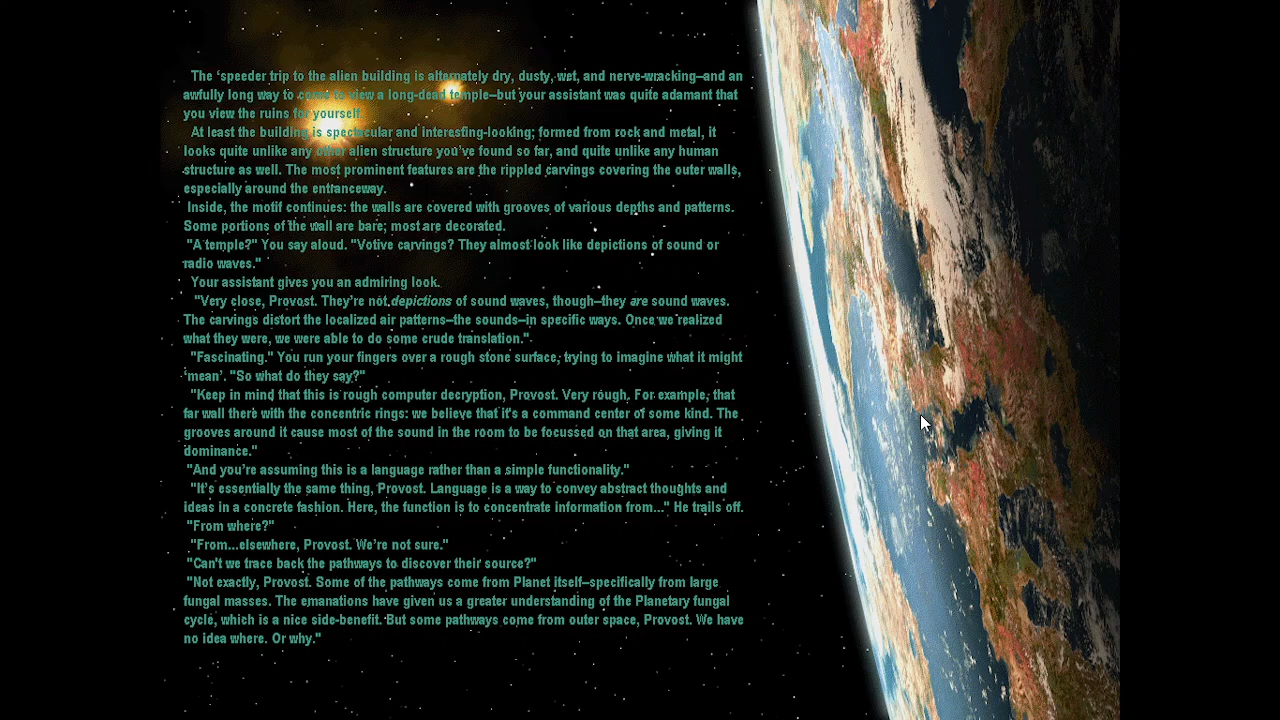 The ‘speeder trip to the alien building is alternately dry, dusty, wet, and nerve-wracking–and an
awfully long way to come to view a long-dead temple–but your assistant was quite adamant that
you view the ruins for yourself.
At least the building is spectacular and interesting-looking; formed from rock and metal, it
looks quite unlike any other alien structure you’ve found so far, and quite unlike any human
structure as well. The most prominent features are the rippled carvings covering the outer walls,
especially around the entranceway.
Inside, the motif continues: the walls are covered with grooves of various depths and patterns.
Some portions of the wall are bare; most are decorated.
"A temple?" You say aloud. "Votive carvings? They almost look like depictions of sound or
radio waves."
Your assistant gives you an admiring look.
"Very close, Provost. They’re not depictions of sound waves, though–they are sound waves.
The carvings distort the localized air patterns–the sounds–in specific ways. Once we realized
what they were, we were able to do some crude translation."
"Fascinating." You run your fingers over a rough stone surface, trying to imagine what it might
‘mean’. "So what do they say?"
"Keep in mind that this is rough computer decryption, Provost. Very rough. For example, that
far wall there with the concentric rings: we believe that it's a command center of some kind. The
grooves around it cause most of the sound in the room to be focussed on that area, giving it
dominance."
"And you’re assuming this is a language rather than a simple functionality."
"It’s essentially the same thing, Provost. Language is a way to convey abstract thoughts and
ideas in a concrete fashion. Here, the function is to concentrate information from..." He trails off.
"From where?"
"From...elsewhere, Provost. We’re not sure."
"Can't we trace back the pathways to discover their source?"
"Not exactly, Provost. Some of the pathways come from Planet itself–specifically from large
fungal masses. The emanations have given us a greater understanding of the Planetary fungal
cycle, which is a nice side-benefit. But some pathways come from outer space, Provost. We have
no idea where. Or why."